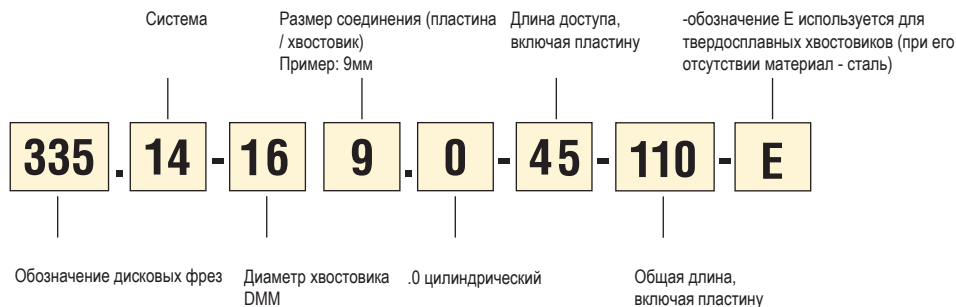 Система
Размер соединения (пластина
/ хвостовик)
Пример: 9мм
Длина доступа,
включая пластину
-обозначение E используется для
твердосплавных хвостовиков (при его
отсутствии материал - сталь)
335.14-16 9.0-45-110-E
Обозначение дисковых фрез
Диаметр хвостовика
DMM
.0 цилиндрический
Общая длина,
включая пластину